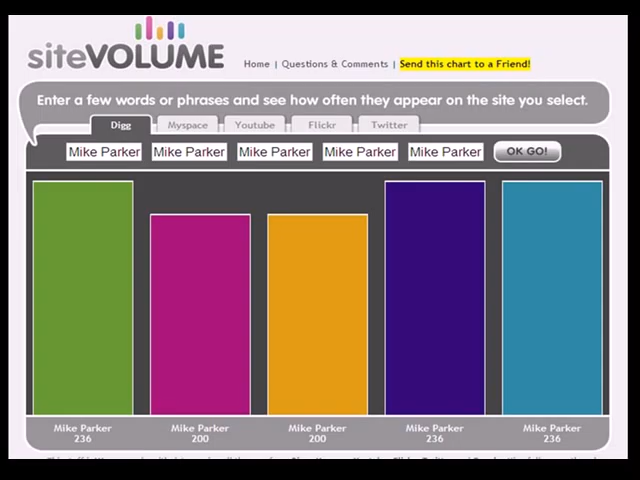 siteVOLUME
Home | Questions & Comments | Send this chart to a Friend!
Enter a few words or phrases and see how often they appear on the site you select.
Digg Myspace Youtube Flickr Twitter
Mike Parker Mike Parker Mike Parker Mike Parker Mike Parker OK GO!
Mike Parker Mike Parker Mike Parker Mike Parker Mike Parker
236 200 200 236 236